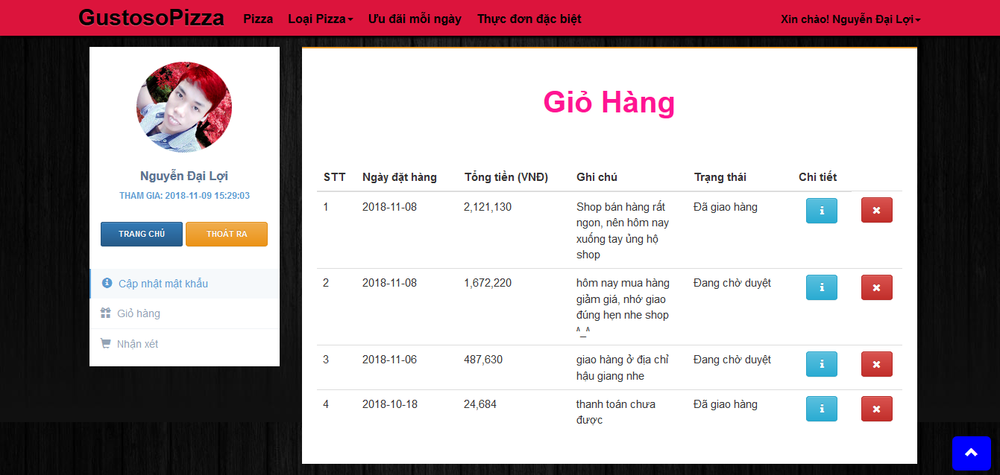 GustosoPizza Pizza Loại Pizza Ưu đãi mỗi ngày Thực đơn đặc biệt Xin chào! Nguyễn Đại Lợi
Nguyễn Đại Lợi
THAM GIA: 2018-11-09 15:29:03
TRANG CHỦ THOÁT RA
Cập nhật mật khẩu
Giỏ hàng
Nhận xét
Giỏ Hàng
STT Ngày đặt hàng Tổng tiền (VNĐ) Ghi chú Trạng thái Chi tiết
1 2018-11-08 2,121,130 Shop bán hàng rất Đã giao hàng
ngon, nên hôm nay
xuống tay ủng hộ
shop
2 2018-11-08 1,672,220 hôm nay mua hàng Đang chờ duyệt
giảm giá, nhớ giao
đúng hẹn nhe shop
^_^
3 2018-11-06 487,630 giao hàng ở địa chỉ Đang chờ duyệt
hậu giang nhe
4 2018-10-18 24,684 thanh toán chưa Đã giao hàng
được